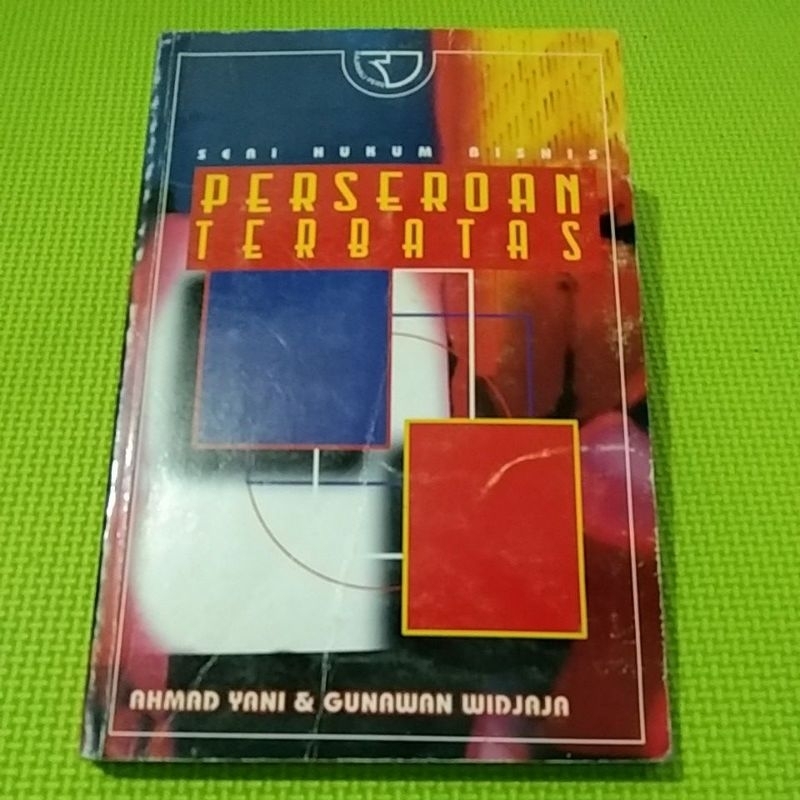 SERI HUKUM BISNIS
PERSEROAN
TERBATAS
AHMAD YANI & GUNAWAN WIDJAJA